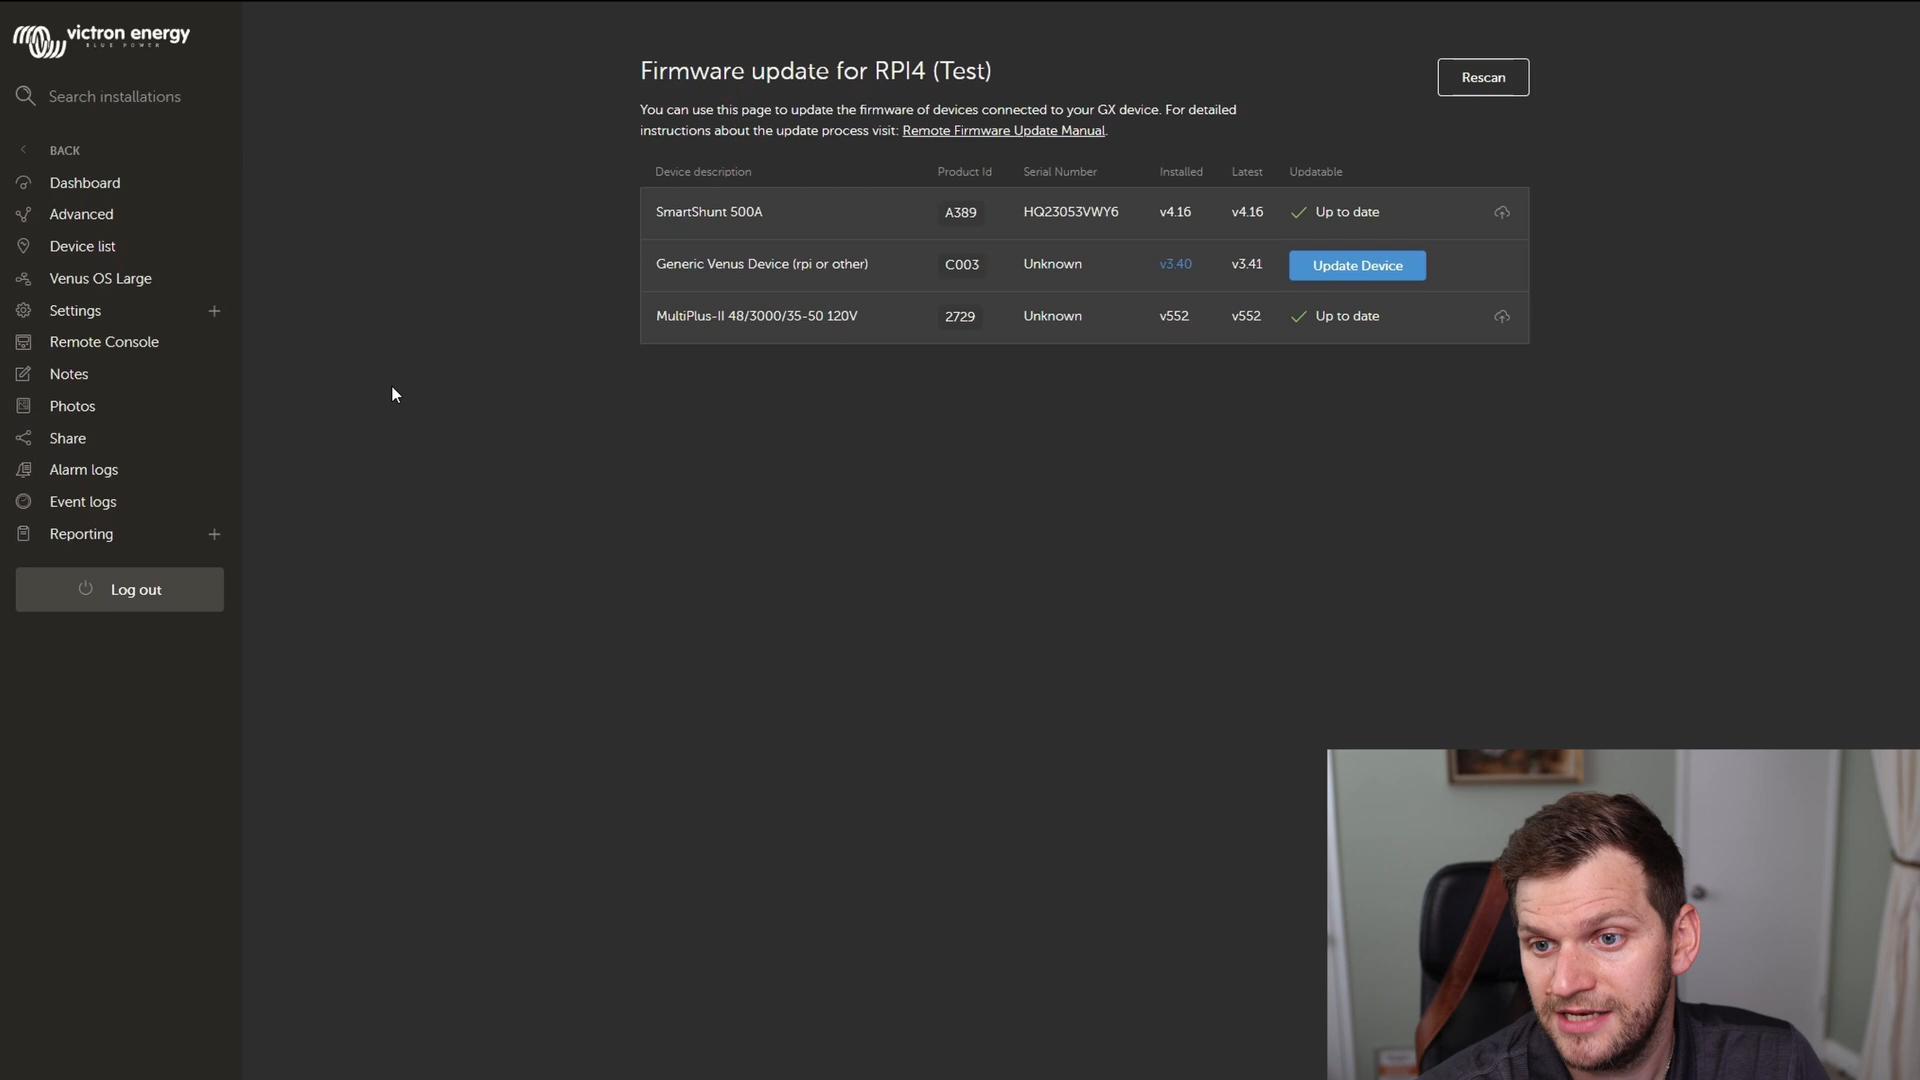 victron energy
BLUE POWER
Search installations
BACK
Dashboard
Advanced
Device list
Venus OS Large
Settings
Remote Console
Notes
Photos
Share
Alarm logs
Event logs
Reporting
Log out
Firmware update for RPI4 (Test)
Rescan
You can use this page to update the firmware of devices connected to your GX device. For detailed
instructions about the update process visit: Remote Firmware Update Manual.
Device description Product Id Serial Number Installed Latest Updatable
SmartShunt 500A A389 HQ23053VWY6 v4.16 v4.16 Up to date
Generic Venus Device (rpi or other) C003 Unknown v3.40 v3.41 Update Device
MultiPlus-II 48/3000/35-50 120V 2729 Unknown v552 v552 Up to date